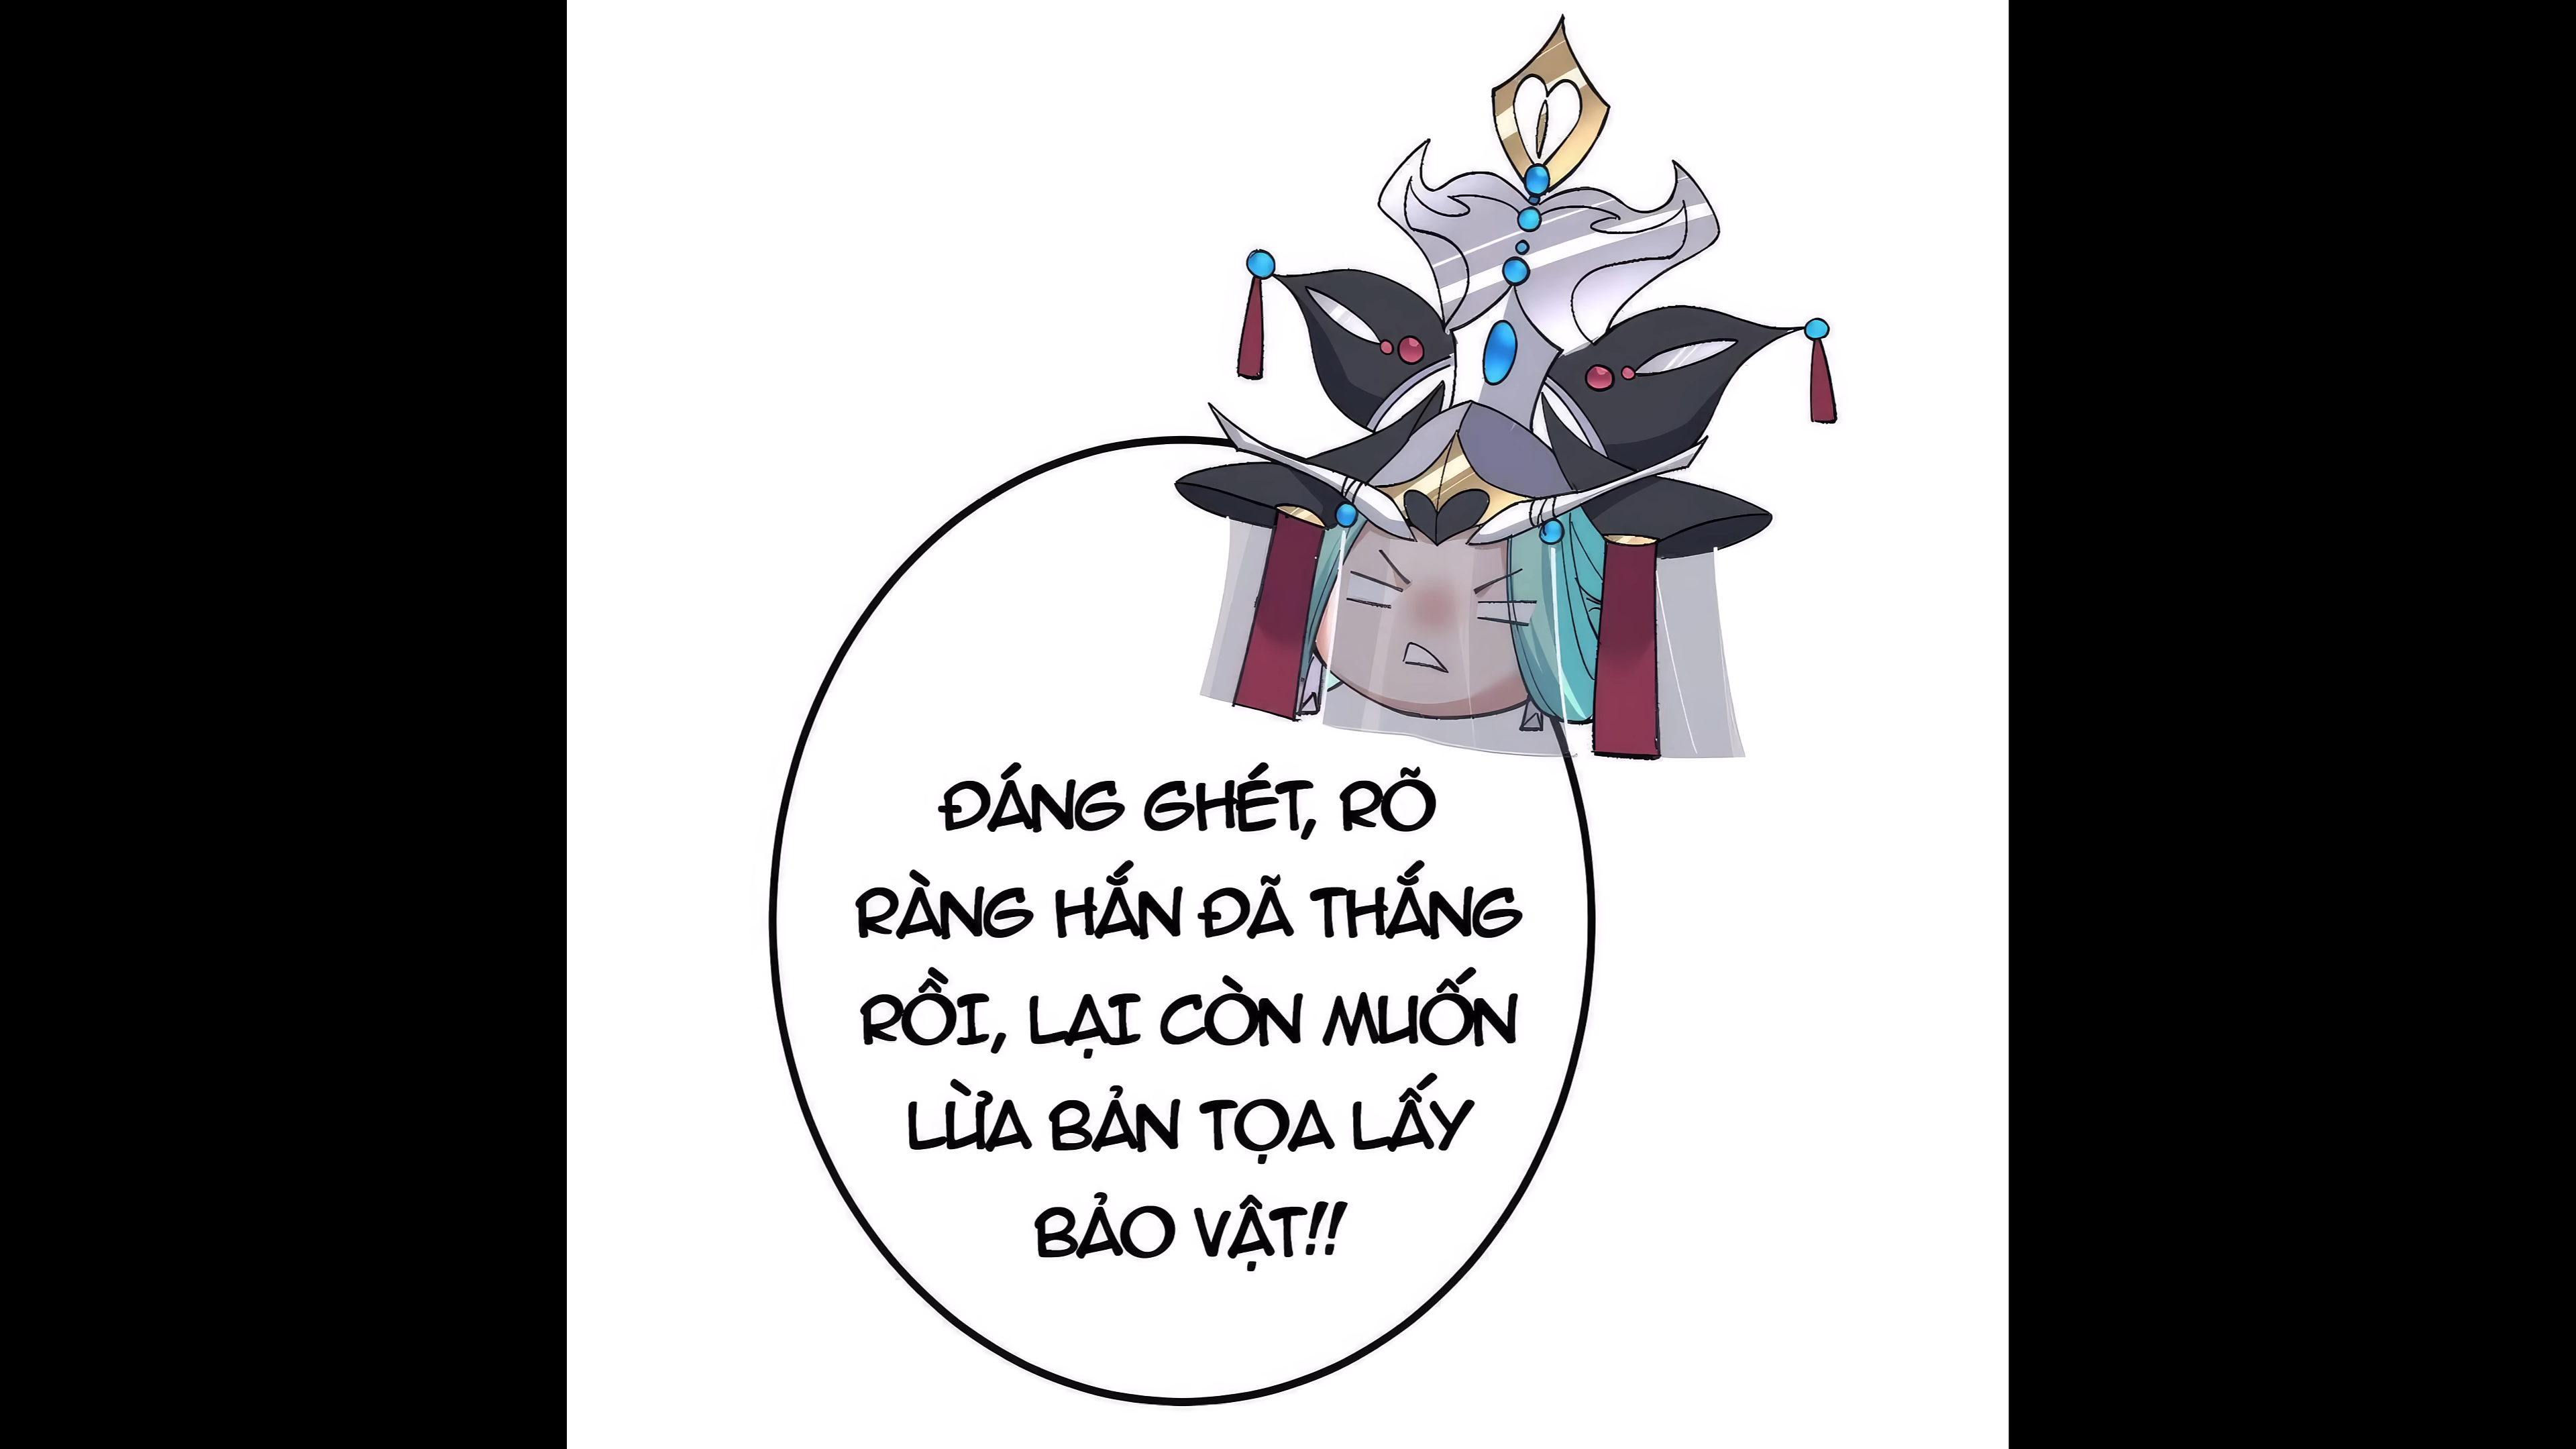 ĐÁNG GHÉT, RÕ
RÀNG HẮN ĐÃ THẮNG
RỒI, LẠI CÒN MUỐN
LỪA BẢN TỌA LẤY
BẢO VẬT!!